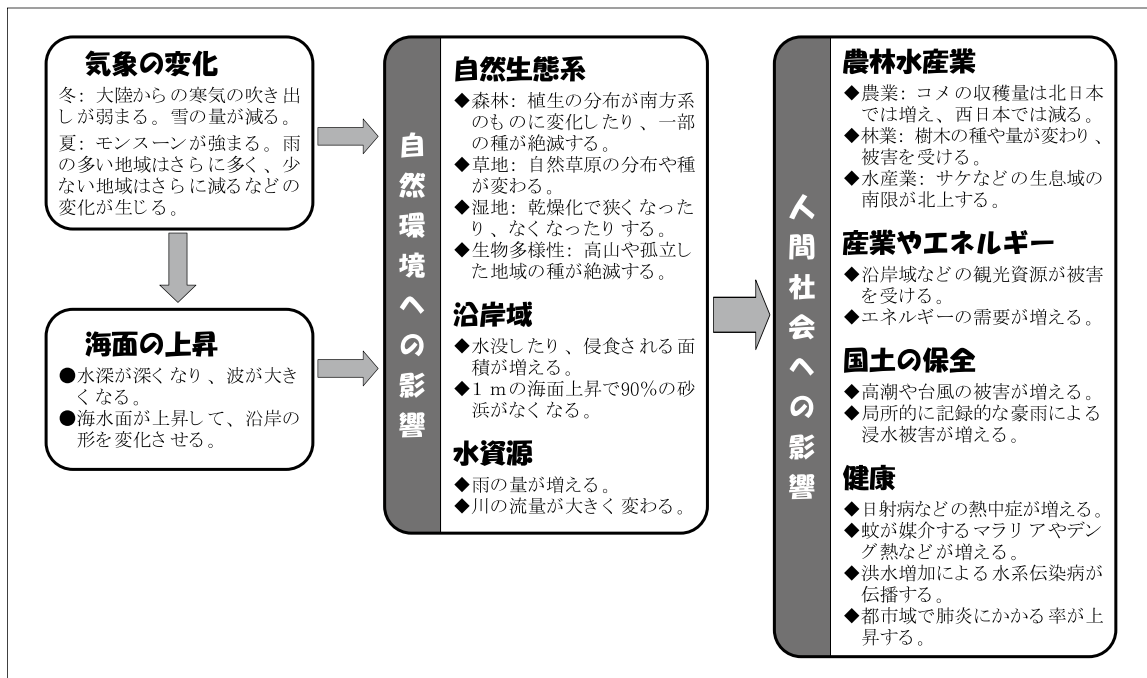 気象の変化
冬: 大陸からの寒気の吹き出
しが弱まる。雪の量が減る。
夏: モンスーンが強まる。雨
の多い地域はさらに多く、少
ない地域はさらに減るなどの
変化が生じる。
海面の上昇
●水深が深くなり、波が大き
くなる。
●海水面が上昇して、沿岸の
形を変化させる。
自然環境への影響
自然生態系
◆森林: 植生の分布が南方系
のものに変化したり、一部
の種が絶滅する。
◆草地: 自然草原の分布や種
が変わる。
◆湿地: 乾燥化で狭くなった
り、なくなったりする。
◆生物多様性: 高山や孤立し
た地域の種が絶滅する。
沿岸域
◆水没したり、侵食される面
積が増える。
◆1mの海面上昇で90%の砂
浜がなくなる。
水資源
◆雨の量が増える。
◆川の流量が大きく変わる。
人間社会への影響
農林水産業
◆農業: コメの収穫量は北日本
では増え、西日本では減る。
◆林業: 樹木の種や量が変わり、
被害を受ける。
◆水産業: サケなどの生息域の
南限が北上する。
産業やエネルギー
◆沿岸域などの観光資源が被害
を受ける。
◆エネルギーの需要が増える。
国土の保全
◆高潮や台風の被害が増える。
◆局所的に記録的な豪雨による
浸水被害が増える。
健康
◆日射病などの熱中症が増える。
◆蚊が媒介するマラリアやデン
グ熱などが増える。
◆洪水増加による水系伝染病が
伝播する。
◆都市域で肺炎にかかる率が上
昇する。